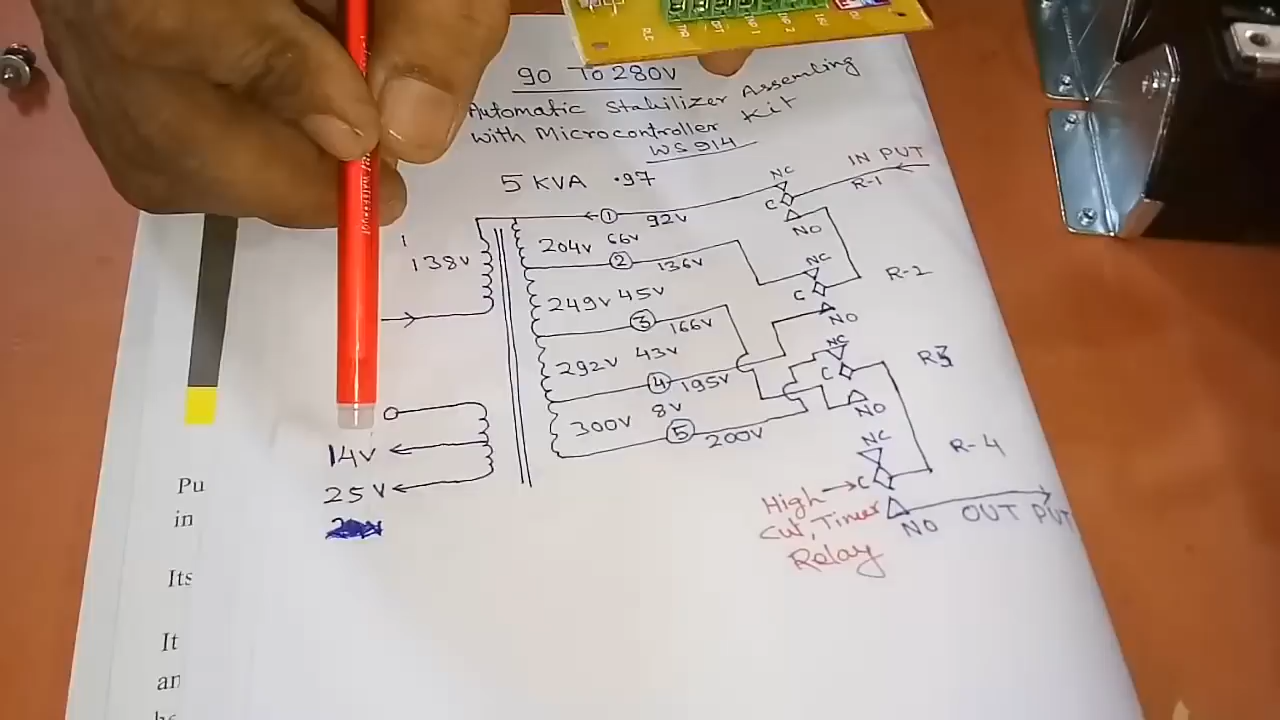 90 TO 280V
Automatic Stabilizer Assembling
With Microcontroller Kit
WS 914
5 KVA .97
IN PUT
NC
C
R-1
NO
1 92V
138V
204V 66V
2 136V
NC
C
R-2
NO
249V 45V
3 166V
292V 43V
4 195V
NC
C
R3
NO
300V 8V
5 200V
NC
C
R-4
NO OUT PUT
High
Cut, Timer
Relay
14V
25V
Pu
in
Its
It
an